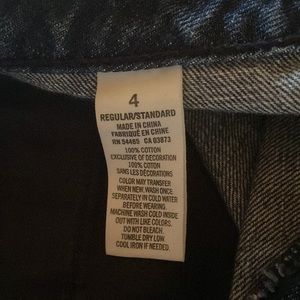 4
REGULAR/STANDARD
MADE IN CHINA
FABRIQUÉ EN CHINE
RN 54485 CA 03873
100% COTTON
EXCLUSIVE OF DECORATION
100% COTTON
SANS LES DÉCORATIONS
COLOR MAY TRANSFER
WHEN NEW. WASH ONCE
SEPARATELY IN COLD WATER
BEFORE WEARING.
MACHINE WASH COLD INSIDE
OUT WITH LIKE COLORS.
DO NOT BLEACH.
TUMBLE DRY LOW
COOL IRON IF NEEDED.